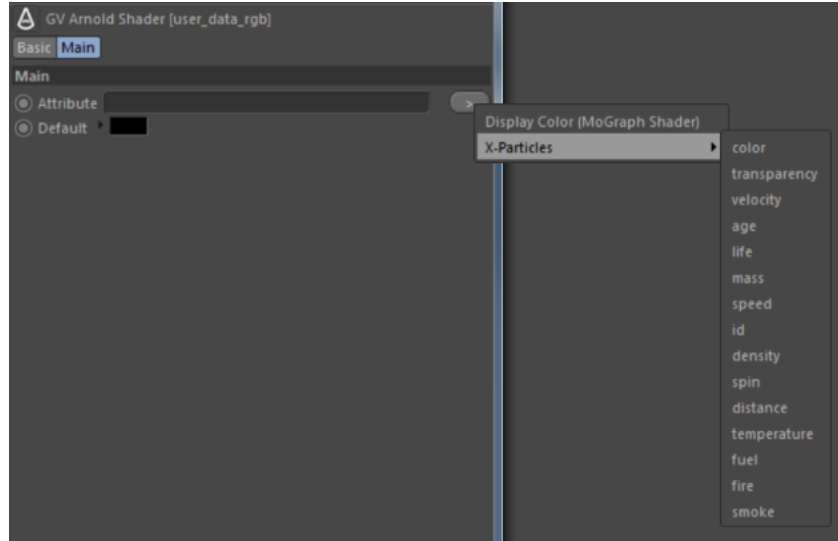 GV Arnold Shader [user_data_rgb]
Basic Main
Main
Attribute >
Default
Display Color (MoGraph Shader)
X-Particles
color
transparency
velocity
age
life
mass
speed
id
density
spin
distance
temperature
fuel
fire
smoke